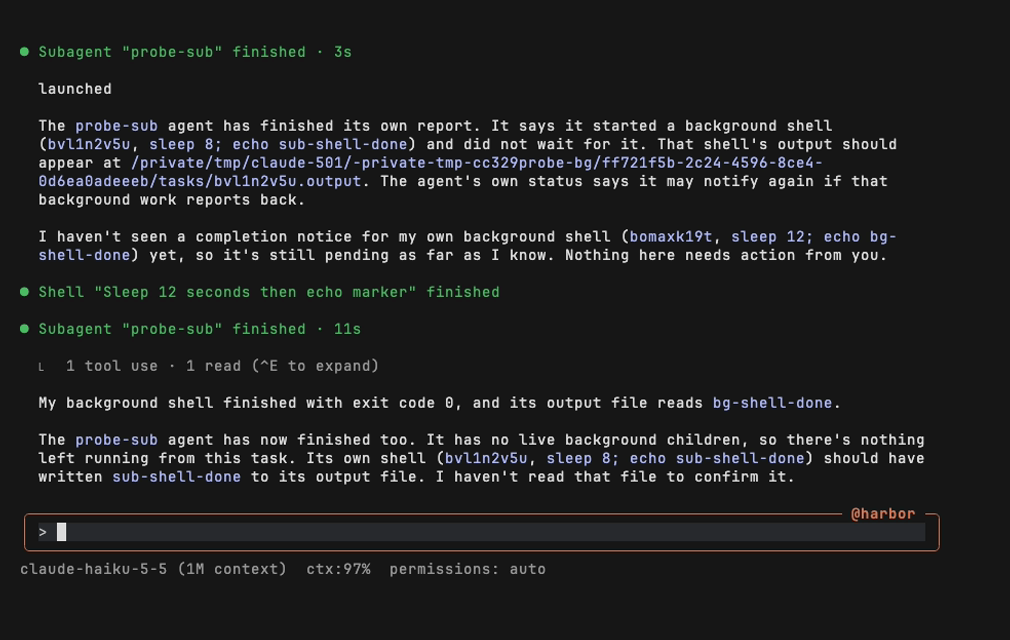 ● Subagent "probe-sub" finished · 3s
launched
The probe-sub agent has finished its own report. It says it started a background shell
(bvl1n2v5u, sleep 8; echo sub-shell-done) and did not wait for it. That shell's output should
appear at /private/tmp/claude-501/-private-tmp-cc329probe-bg/ff721f5b-2c24-4596-8ce4-
0d6ea0adeeeb/tasks/bvl1n2v5u.output. The agent's own status says it may notify again if that
background work reports back.
I haven't seen a completion notice for my own background shell (bomaxk19t, sleep 12; echo bg-
shell-done) yet, so it's still pending as far as I know. Nothing here needs action from you.
● Shell "Sleep 12 seconds then echo marker" finished
● Subagent "probe-sub" finished · 11s
└ 1 tool use · 1 read (^E to expand)
My background shell finished with exit code 0, and its output file reads bg-shell-done.
The probe-sub agent has now finished too. It has no live background children, so there's nothing
left running from this task. Its own shell (bvl1n2v5u, sleep 8; echo sub-shell-done) should have
written sub-shell-done to its output file. I haven't read that file to confirm it.
@harbor
>
claude-haiku-5-5 (1M context) ctx:97% permissions: auto